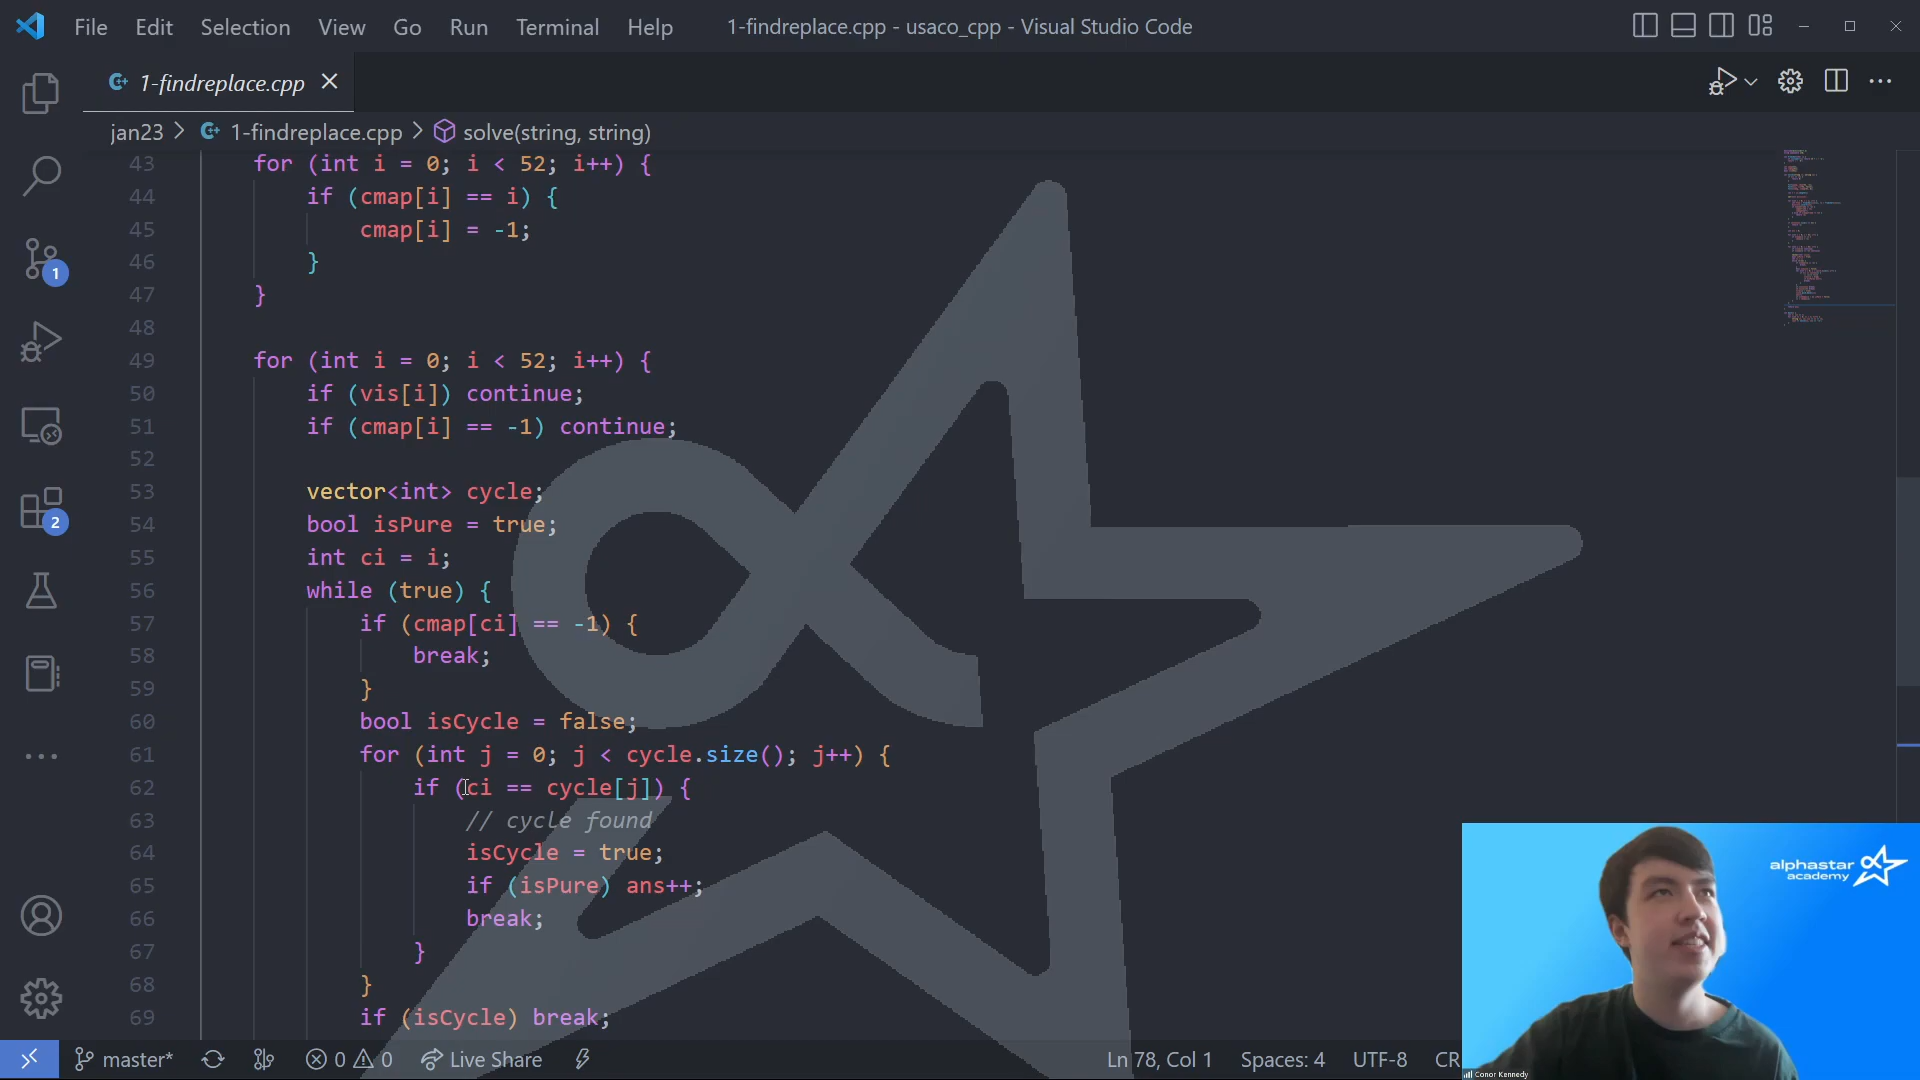 File Edit Selection View Go Run Terminal Help 1-findreplace.cpp - usaco_cpp - Visual Studio Code
1-findreplace.cpp
jan23 > 1-findreplace.cpp > solve(string, string)
43 for (int i = 0; i < 52; i++) {
44 if (cmap[i] == i) {
45 cmap[i] = -1;
46 }
47 }
48
49 for (int i = 0; i < 52; i++) {
50 if (vis[i]) continue;
51 if (cmap[i] == -1) continue;
52
53 vector<int> cycle;
54 bool isPure = true;
55 int ci = i;
56 while (true) {
57 if (cmap[ci] == -1) {
58 break;
59 }
60 bool isCycle = false;
61 for (int j = 0; j < cycle.size(); j++) {
62 if (ci == cycle[j]) {
63 // cycle found
64 isCycle = true;
65 if (isPure) ans++;
66 break;
67 }
68 }
69 if (isCycle) break;
1
2
alphastar
academy
Conor Kennedy
master* 0 0 Live Share Ln 78, Col 1 Spaces: 4 UTF-8 CR